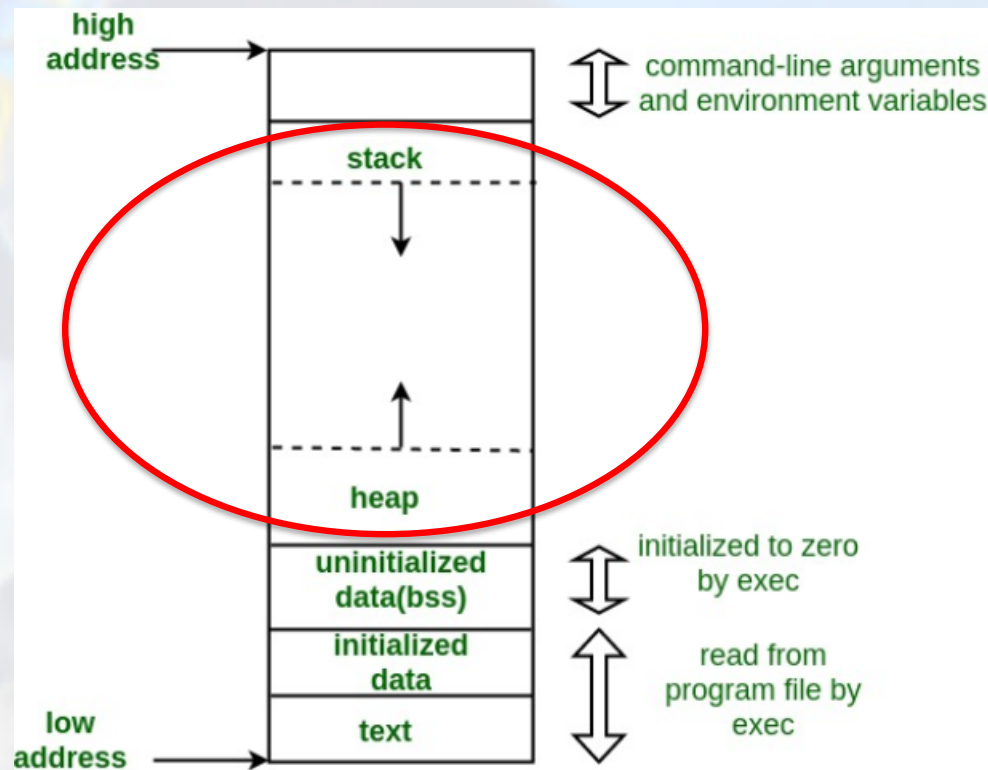 high
address
command-line arguments
and environment variables
stack
heap
uninitialized
data(bss)
initialized to zero
by exec
initialized
data
read from
program file by
exec
low
address
text